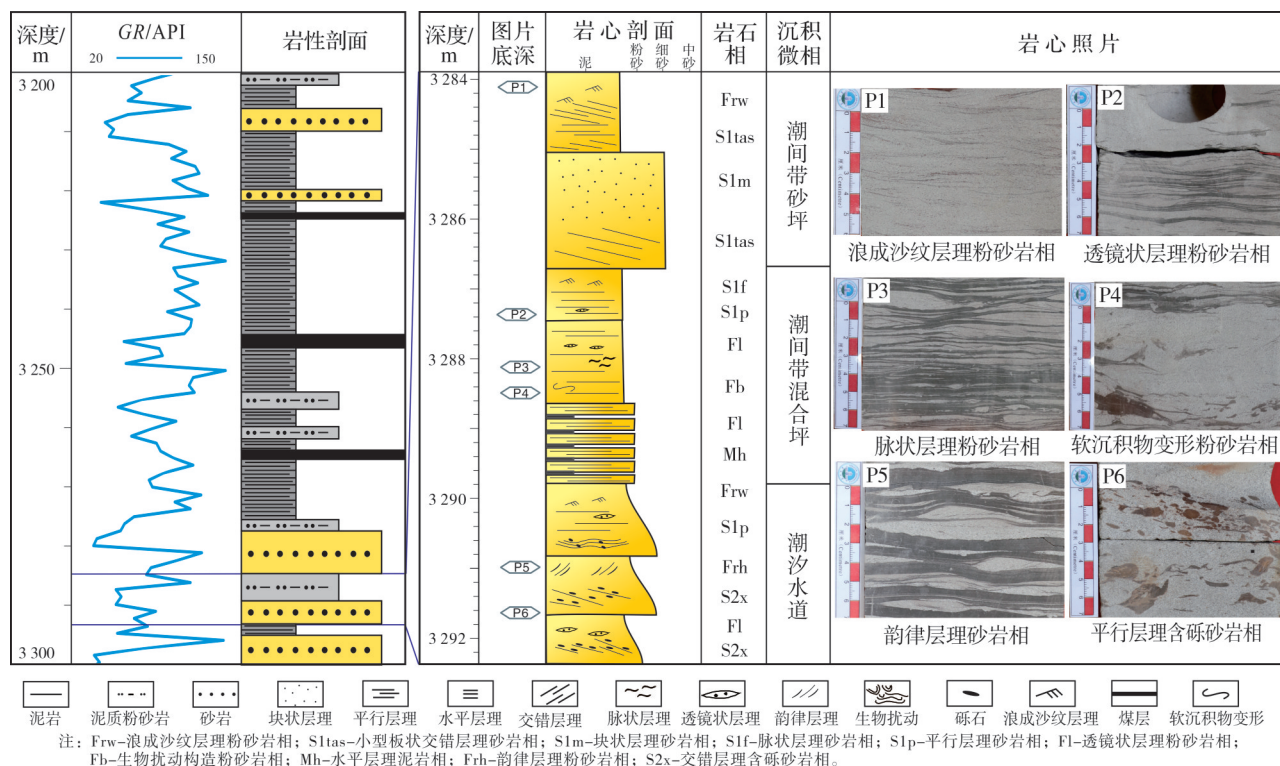 深度/m
GR/API
20 150
岩性剖面
深度/m
图片底深
岩心剖面
泥 粉砂 细砂 中砂
岩石相
沉积微相
岩心照片
3 200
3 250
3 300
3 284
3 286
3 288
3 290
3 292
P1
P2
P3
P4
P5
P6
Frw
S1tas
S1m
S1tas
S1f
S1p
Fl
Fb
Fl
Mh
Frw
S1p
Frh
S2x
Fl
S2x
潮间带砂坪
潮间带混合坪
潮汐水道
P1
P2
浪成沙纹层理粉砂岩相
透镜状层理粉砂岩相
P3
P4
脉状层理粉砂岩相
软沉积物变形粉砂岩相
P5
P6
韵律层理砂岩相
平行层理含砾砂岩相
泥岩 泥质粉砂岩 砂岩 块状层理 平行层理 水平层理 交错层理 脉状层理 透镜状层理 韵律层理 生物扰动 砾石 浪成沙纹层理 煤层 软沉积物变形
注：Frw-浪成沙纹层理粉砂岩相；S1tas-小型板状交错层理砂岩相；S1m-块状层理砂岩相；S1f-脉状层理砂岩相；S1p-平行层理砂岩相；Fl-透镜状层理粉砂岩相；
Fb-生物扰动构造粉砂岩相；Mh-水平层理泥岩相；Frh-韵律层理粉砂岩相；S2x-交错层理含砾砂岩相。